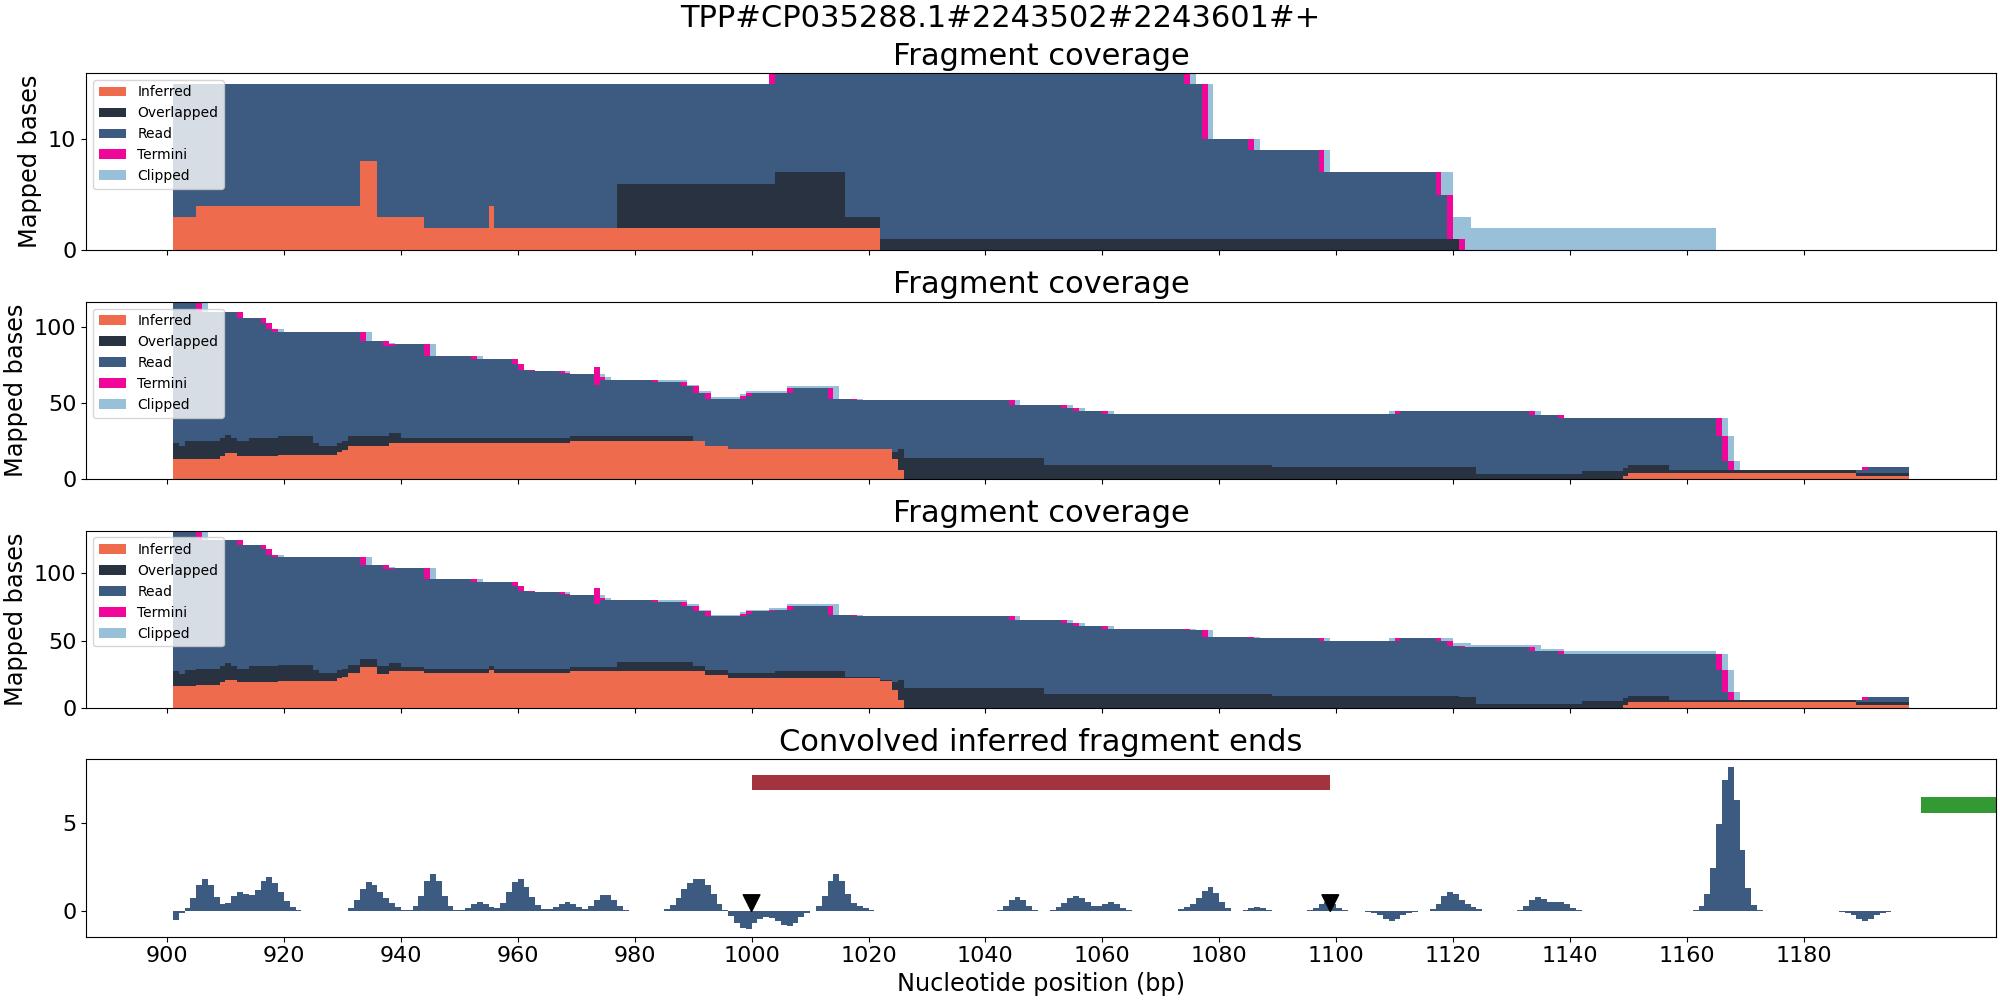 TPP#CP035288.1#2243502#2243601#+
Fragment coverage
Mapped bases
10
0
Inferred
Overlapped
Read
Termini
Clipped
Fragment coverage
Mapped bases
100
50
0
Inferred
Overlapped
Read
Termini
Clipped
Fragment coverage
Mapped bases
100
50
0
Inferred
Overlapped
Read
Termini
Clipped
Convolved inferred fragment ends
5
0
900 920 940 960 980 1000 1020 1040 1060 1080 1100 1120 1140 1160 1180
Nucleotide position (bp)